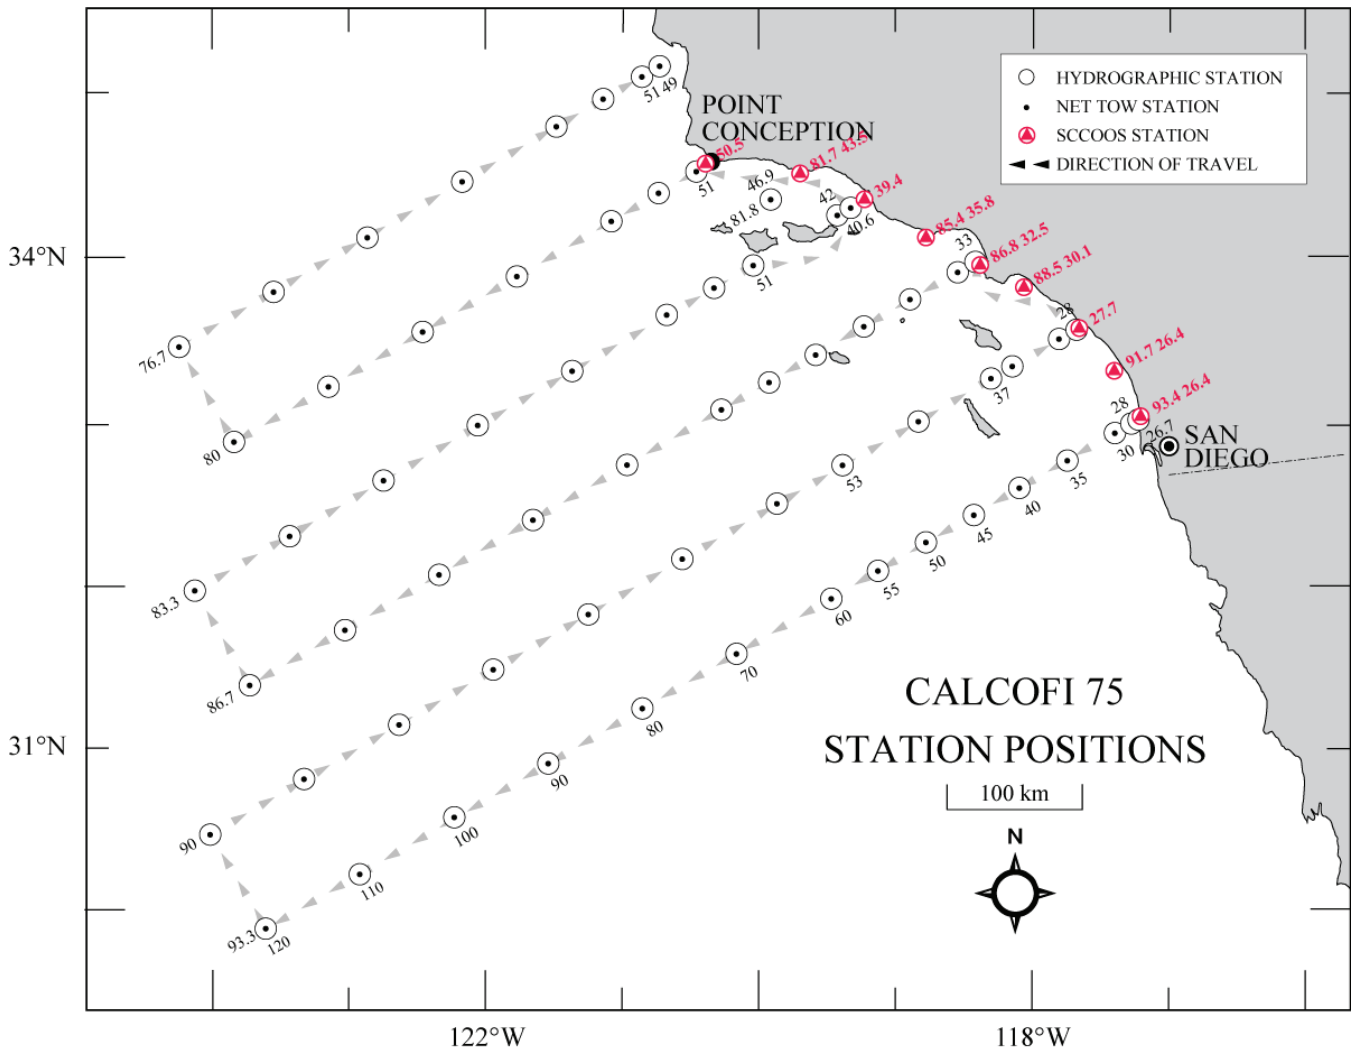 HYDROGRAPHIC STATION
NET TOW STATION
SCCOOS STATION
DIRECTION OF TRAVEL
POINT
CONCEPTION
51 49
50.5
81.7 43.5
39.4
85.4 35.8
86.8 32.5
88.5 30.1
27.7
91.7 26.4
93.4 26.4
46.9
81.8
42
40.6
51
51
33
28
37
53
28
26.7
30
35
40
45
50
55
60
70
80
90
100
110
120
76.7
80
83.3
86.7
90
93.3
SAN
DIEGO
34°N
31°N
CALCOFI 75
STATION POSITIONS
100 km
N
122°W
118°W